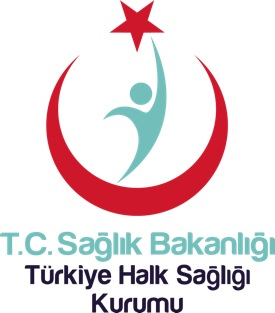 T.C. Sağlık Bakanlığı
Türkiye Halk Sağlığı
Kurumu